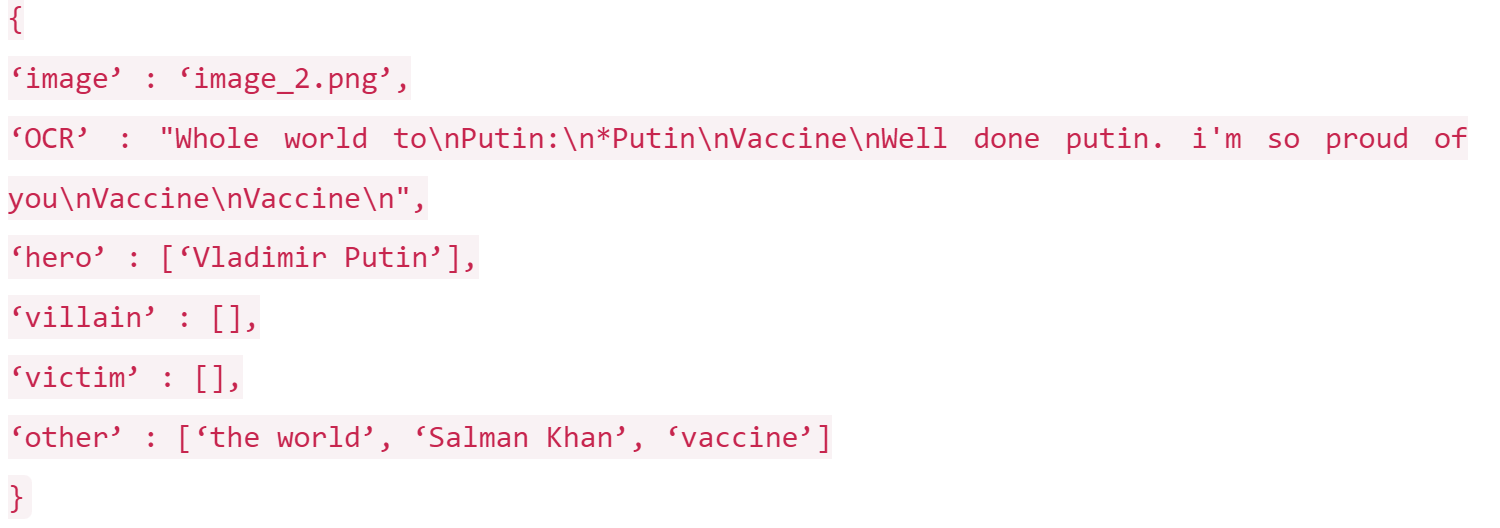 {
‘image’ : ‘image_2.png’,
‘OCR’ : "Whole world to\nPutin:\n*Putin\nVaccine\nWell done putin. i'm so proud of
you\nVaccine\nVaccine\n",
‘hero’ : [‘Vladimir Putin’],
‘villain’ : [],
‘victim’ : [],
‘other’ : [‘the world’, ‘Salman Khan’, ‘vaccine’]
}